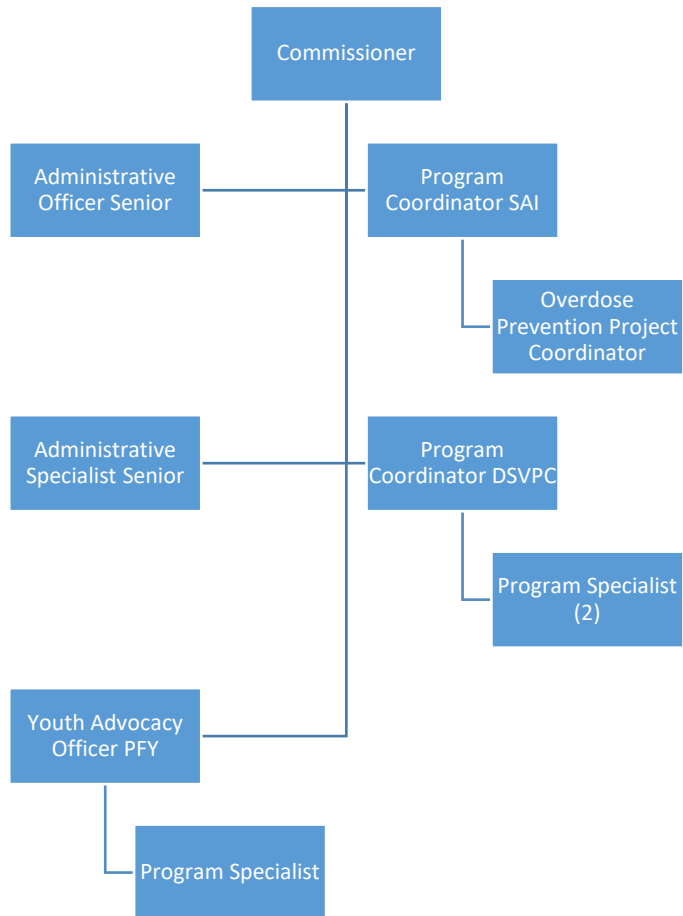 Commissioner
Administrative
Officer Senior
Program
Coordinator SAI
Overdose
Prevention Project
Coordinator
Administrative
Specialist Senior
Program
Coordinator DSVPC
Program Specialist
(2)
Youth Advocacy
Officer PFY
Program Specialist